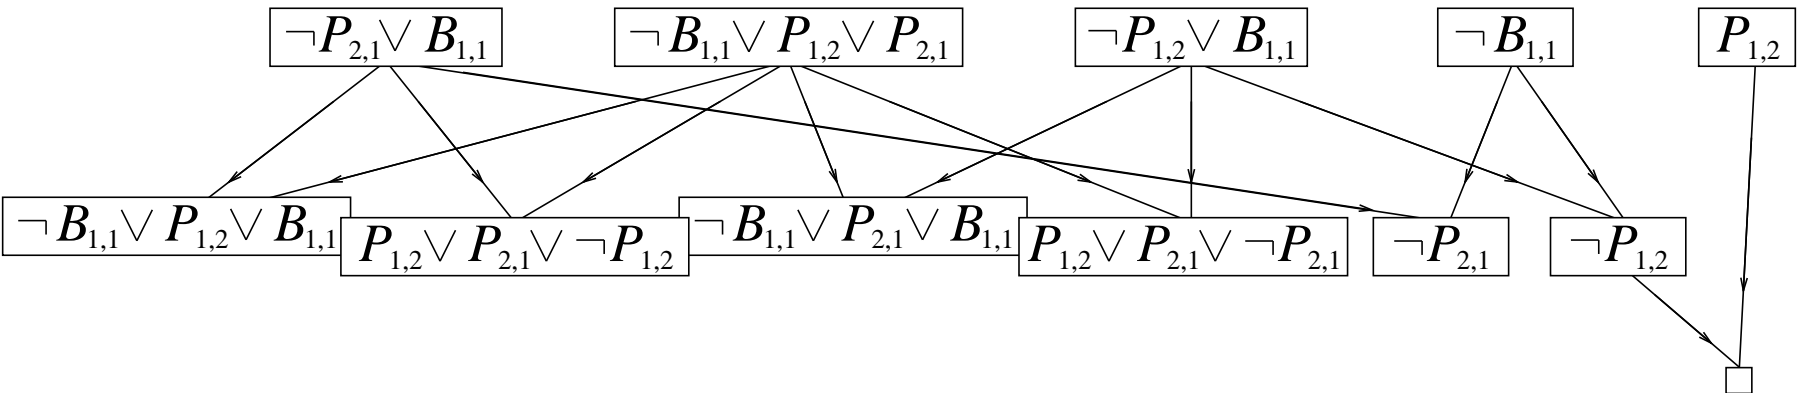 ¬P2,1 ∨ B1,1
¬B1,1 ∨ P1,2 ∨ P2,1
¬P1,2 ∨ B1,1
¬B1,1
P1,2
¬B1,1 ∨ P1,2 ∨ B1,1
P1,2 ∨ P2,1 ∨ ¬P1,2
¬B1,1 ∨ P2,1 ∨ B1,1
P1,2 ∨ P2,1 ∨ ¬P2,1
¬P2,1
¬P1,2